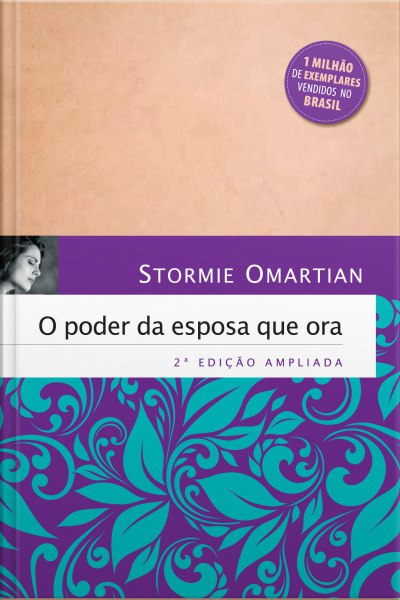 1 MILHÃO
DE EXEMPLARES
VENDIDOS NO
BRASIL
STORMIE OMARTIAN
O poder da esposa que ora
2ª EDIÇÃO AMPLIADA